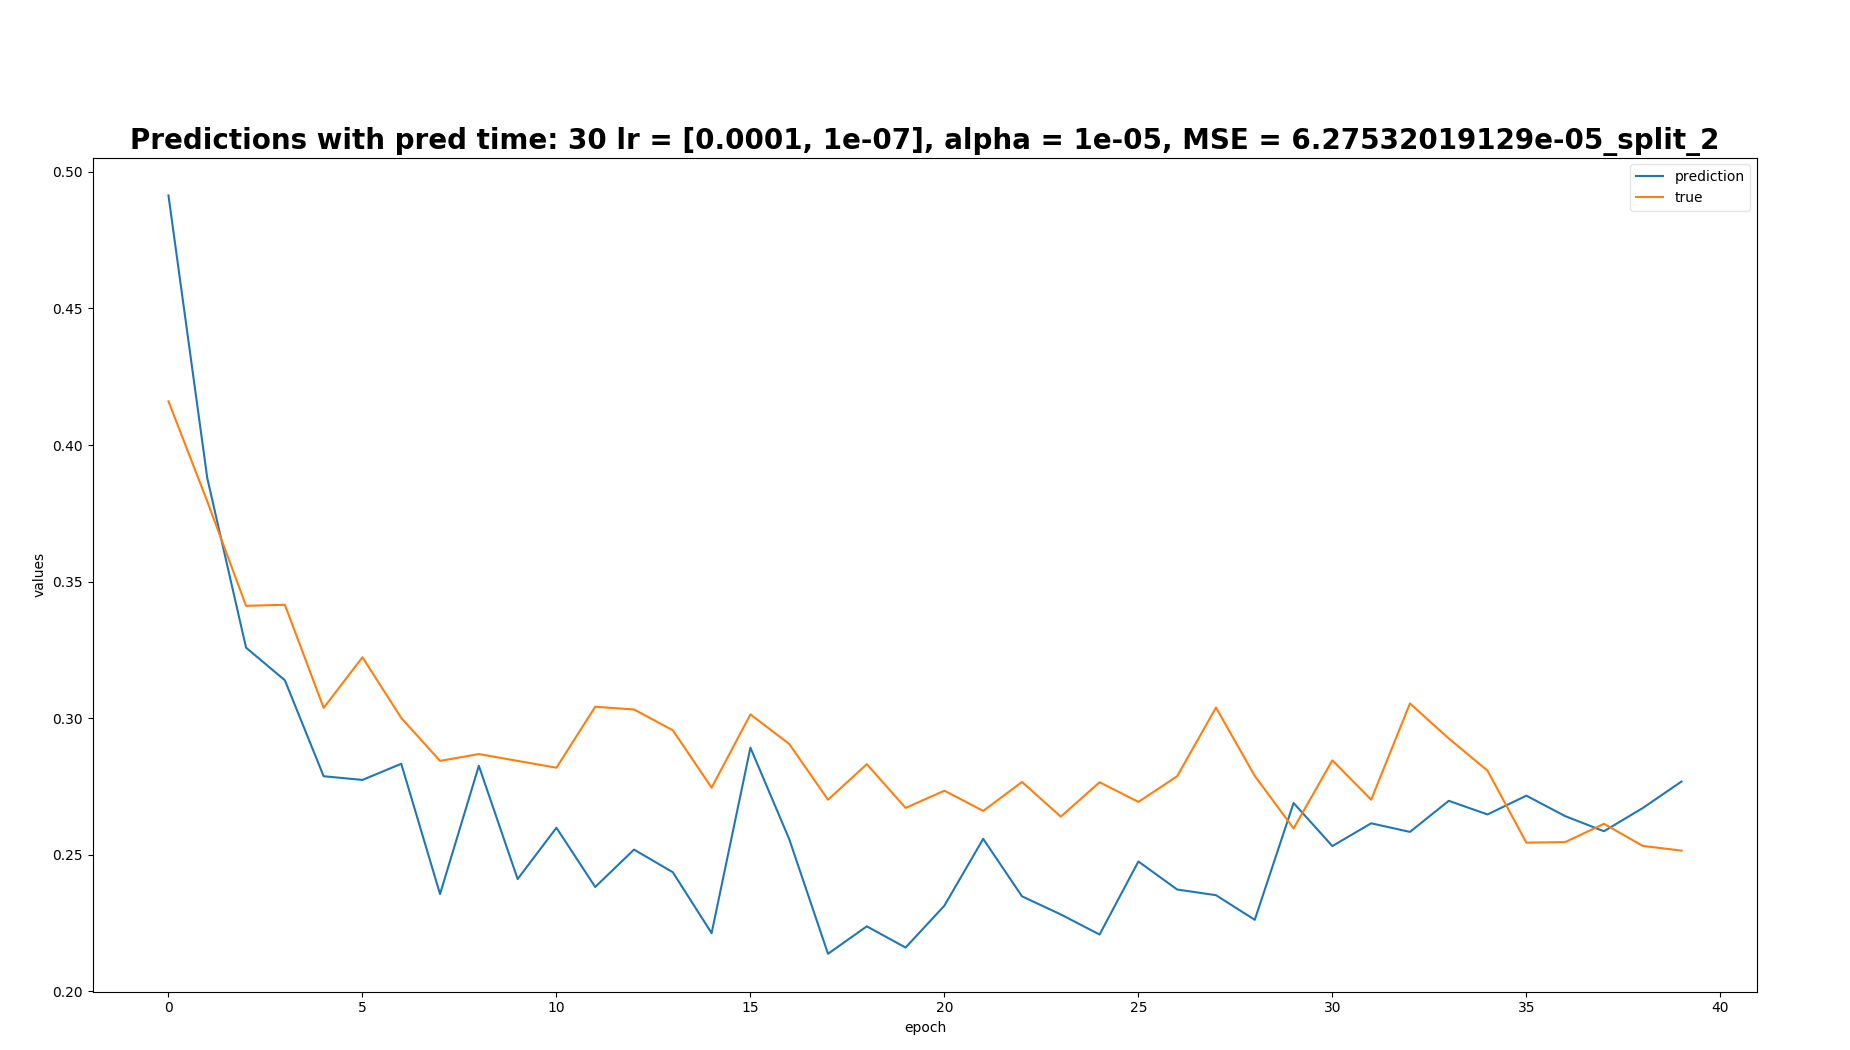 Predictions with pred time: 30 lr = [0.0001, 1e-07], alpha = 1e-05, MSE = 6.27532019129e-05_split_2
prediction
true
values
0.50
0.45
0.40
0.35
0.30
0.25
0.20
0 5 10 15 20 25 30 35 40
epoch